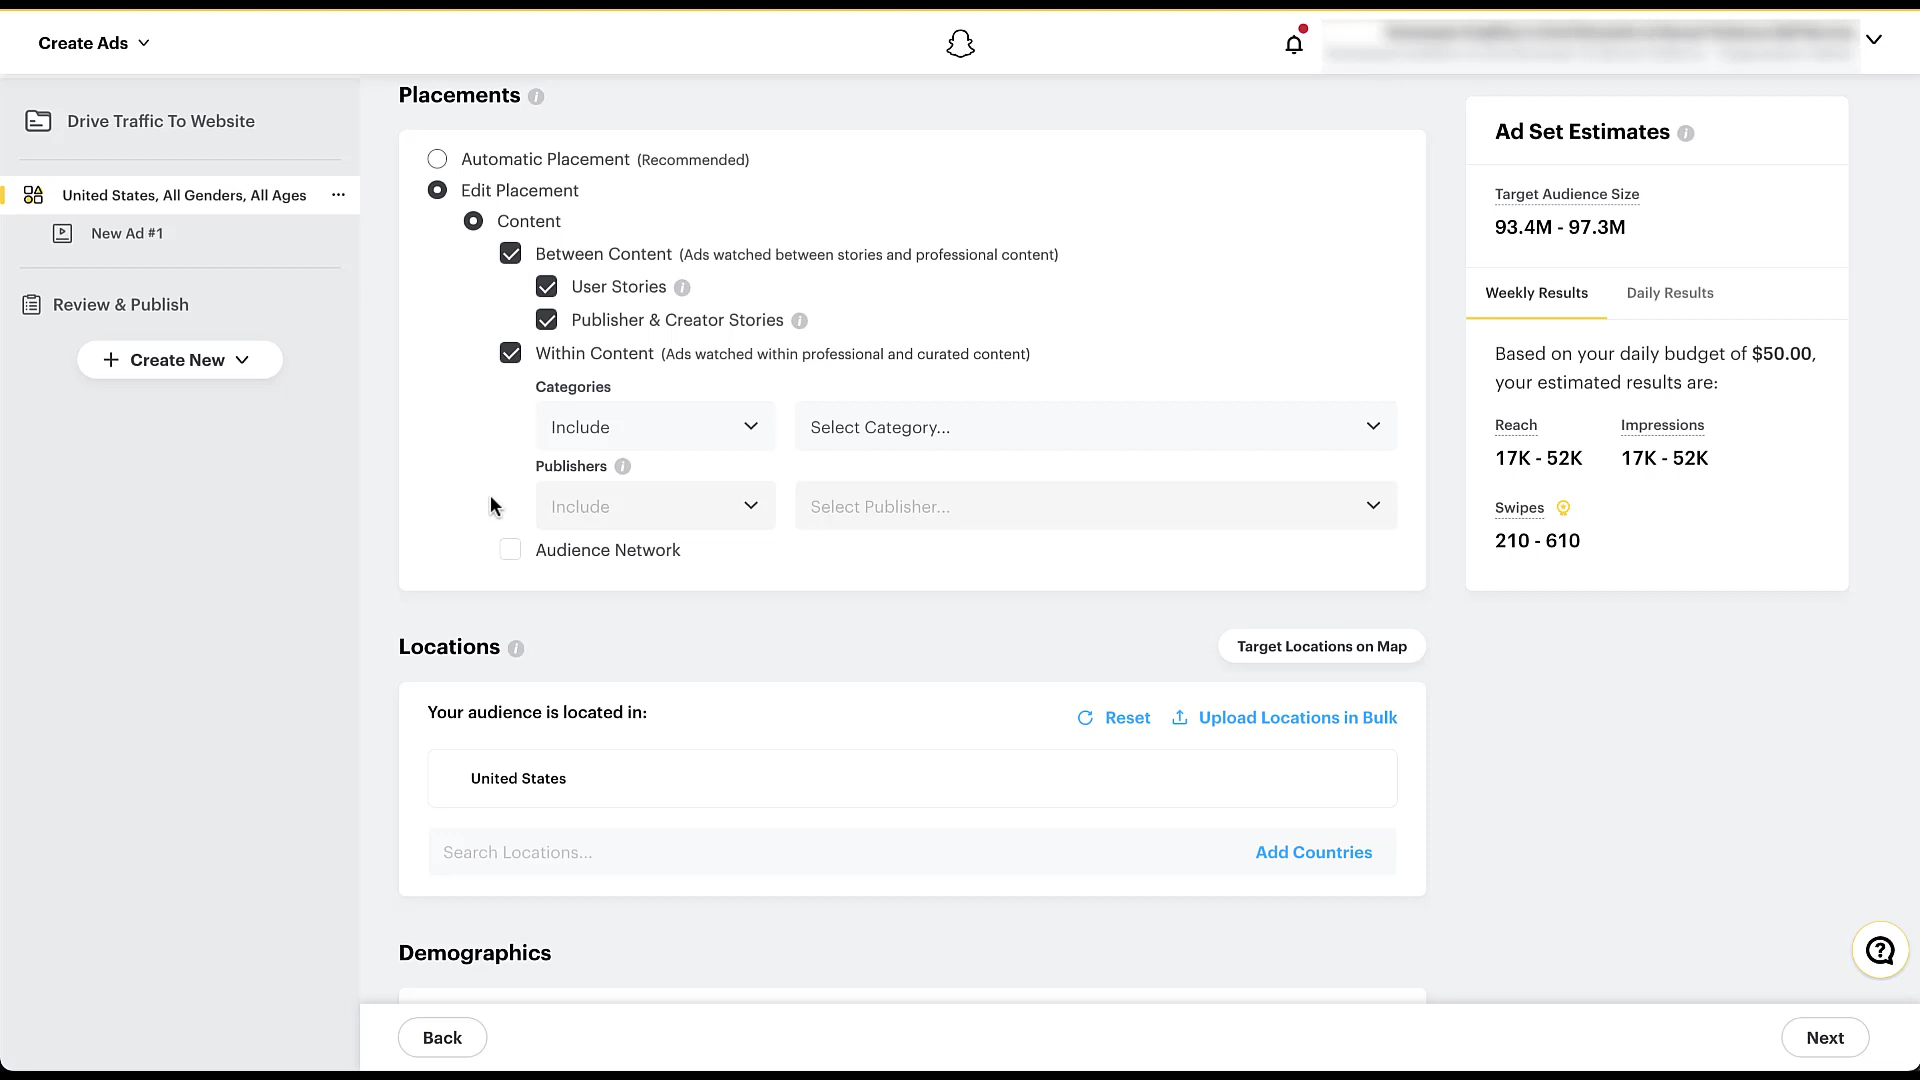 Create Ads
Drive Traffic To Website
United States, All Genders, All Ages
New Ad #1
Review & Publish
+ Create New
Placements
Automatic Placement (Recommended)
Edit Placement
Content
Between Content (Ads watched between stories and professional content)
User Stories
Publisher & Creator Stories
Within Content (Ads watched within professional and curated content)
Categories
Include
Select Category...
Publishers
Include
Select Publisher...
Audience Network
Locations
Target Locations on Map
Your audience is located in:
Reset
Upload Locations in Bulk
United States
Search Locations...
Add Countries
Demographics
Back
Next
Ad Set Estimates
Target Audience Size
93.4M - 97.3M
Weekly Results
Daily Results
Based on your daily budget of $50.00,
your estimated results are:
Reach
Impressions
17K - 52K
17K - 52K
Swipes
210 - 610